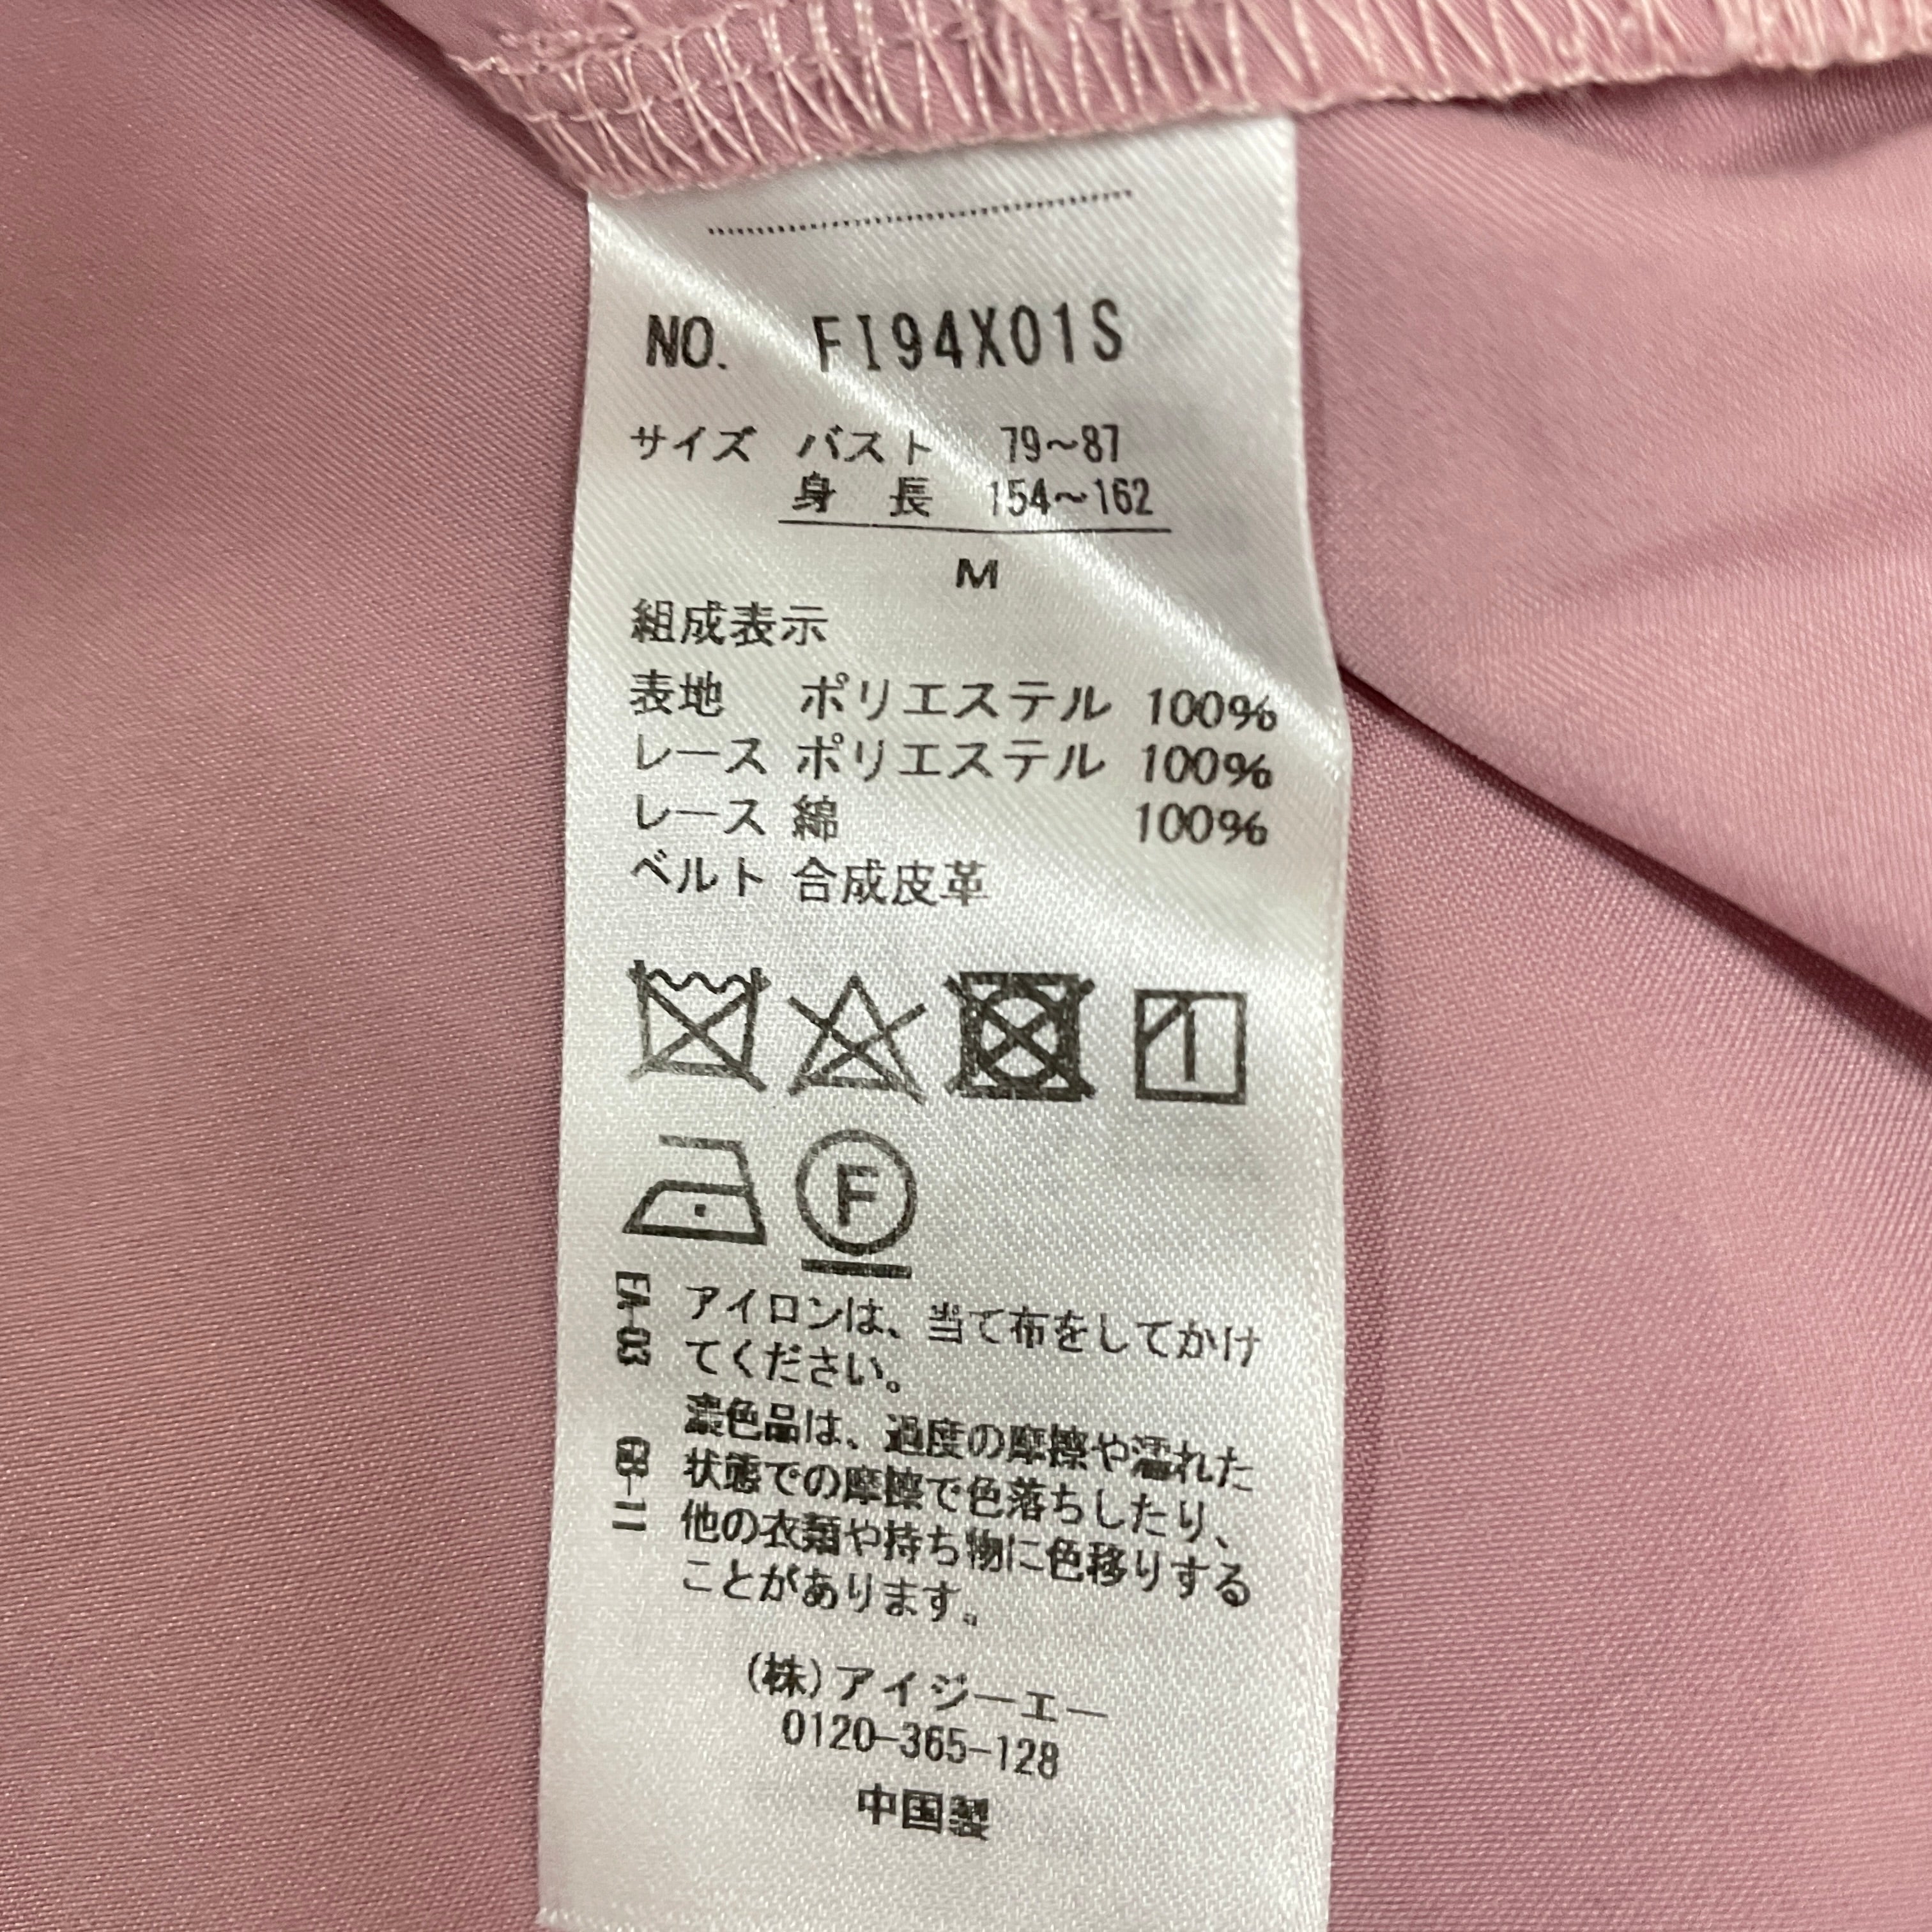 NO. FI94X01S
サイズ バスト 79〜87
身 長 154〜162
M
組成表示
表地 ポリエステル 100%
レース ポリエステル 100%
レース 綿 100%
ベルト 合成皮革
F
EA-03
アイロンは、当て布をしてかけ
てください。
GB-11
濃色品は、過度の摩擦や濡れた
状態での摩擦で色落ちしたり、
他の衣類や持ち物に色移りする
ことがあります。
(株)アイジーエー
0120-365-128
中国製